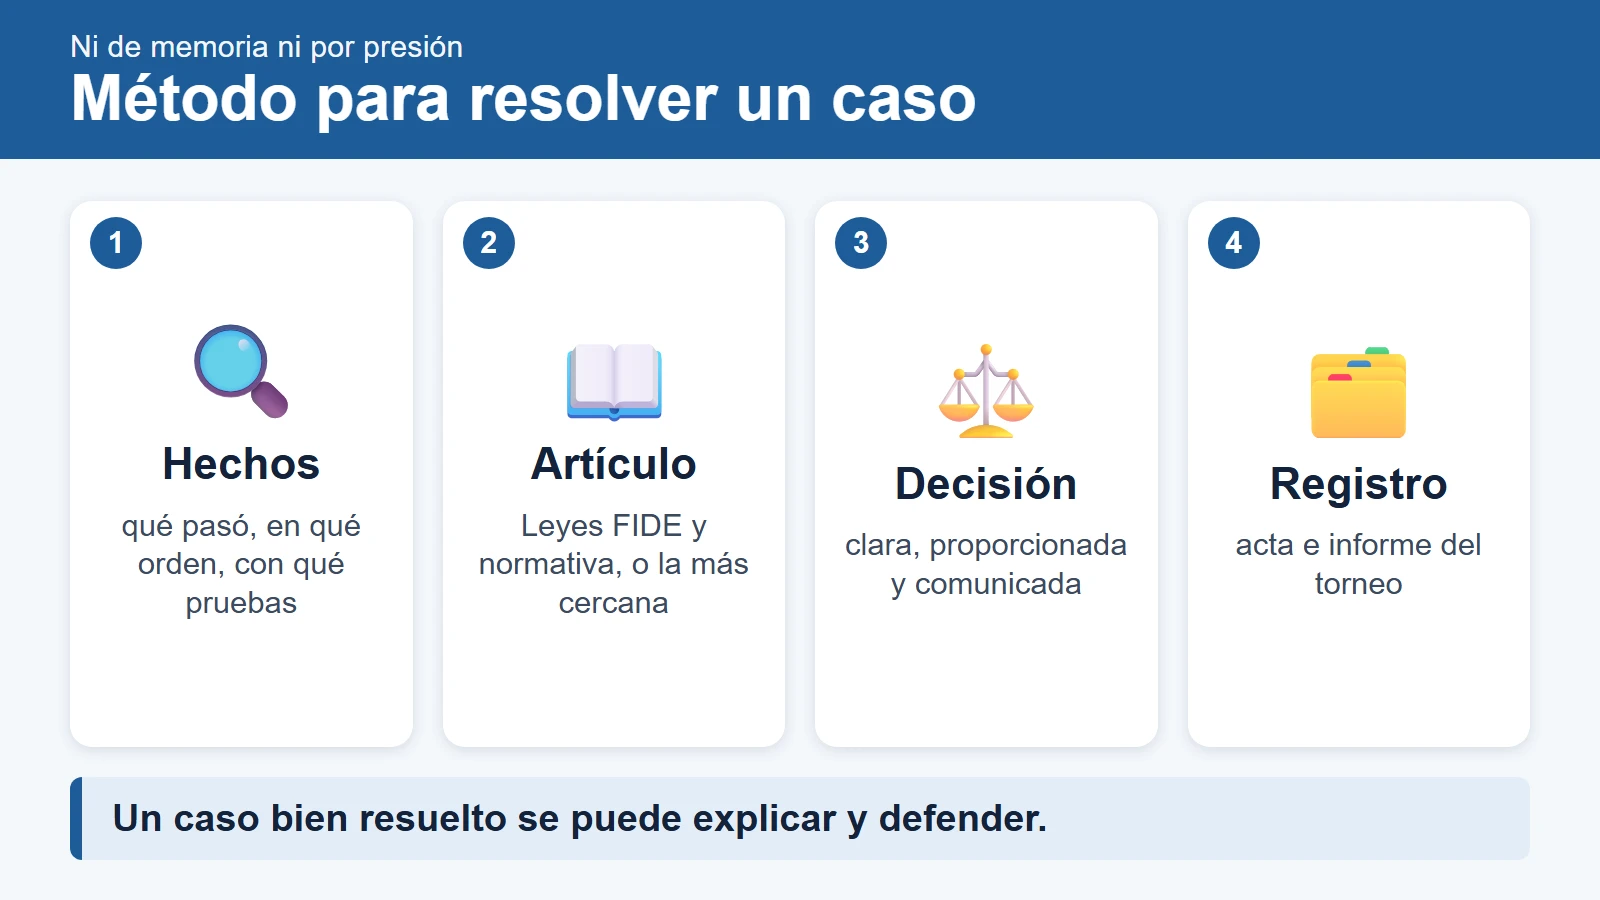 Ni de memoria ni por presión
Método para resolver un caso
1
Hechos
qué pasó, en qué
orden, con qué
pruebas
2
Artículo
Leyes FIDE y
normativa, o la más
cercana
3
Decisión
clara, proporcionada
y comunicada
4
Registro
acta e informe del
torneo
Un caso bien resuelto se puede explicar y defender.